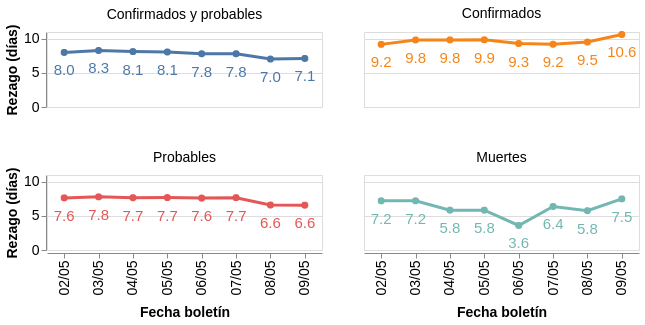 Confirmados y probables
Confirmados
Rezago (días)
10
5
0
8.0 8.3 8.1 8.1 7.8 7.8 7.0 7.1
9.2 9.8 9.8 9.9 9.3 9.2 9.5 10.6
Probables
Muertes
Rezago (días)
10
5
0
7.6 7.8 7.7 7.7 7.6 7.7 6.6 6.6
7.2 7.2 5.8 5.8 3.6 6.4 5.8 7.5
02/05 03/05 04/05 05/05 06/05 07/05 08/05 09/05
02/05 03/05 04/05 05/05 06/05 07/05 08/05 09/05
Fecha boletín
Fecha boletín